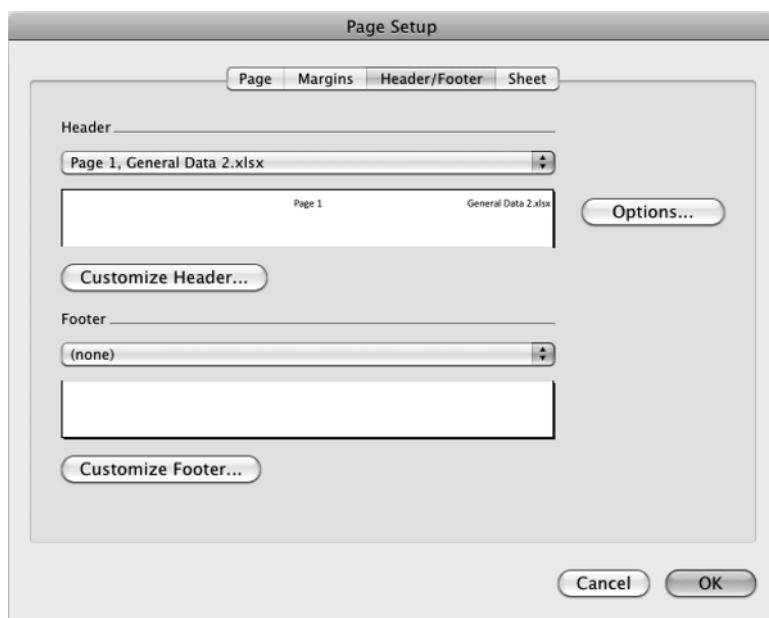 Page Setup
Page Margins Header/Footer Sheet
Header
Page 1, General Data 2.xlsx
Page 1 General Data 2.xlsx
Options...
Customize Header...
Footer
(none)
Customize Footer...
Cancel OK